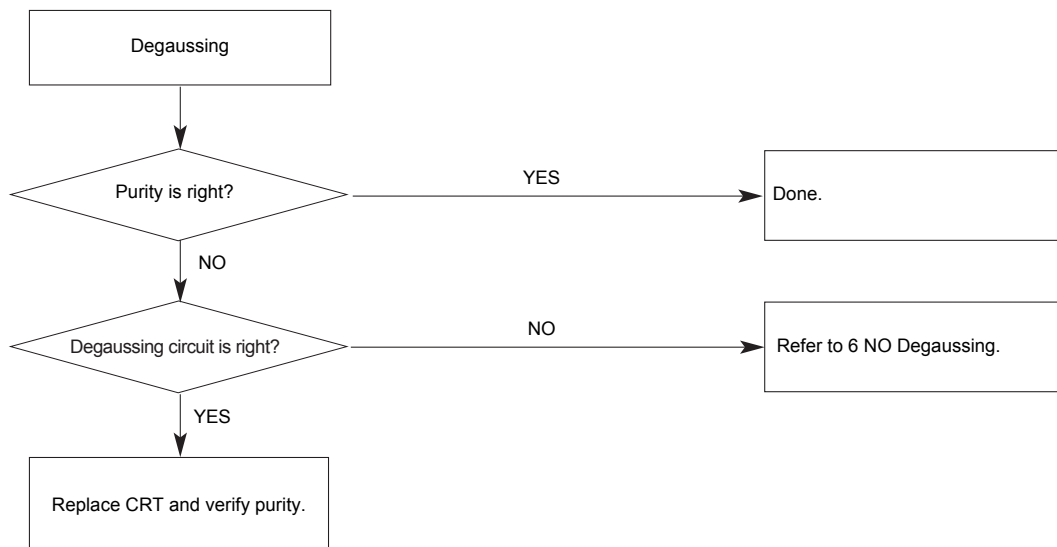 Degaussing
Purity is right?
YES
Done.
NO
Degaussing circuit is right?
NO
Refer to 6 NO Degaussing.
YES
Replace CRT and verify purity.